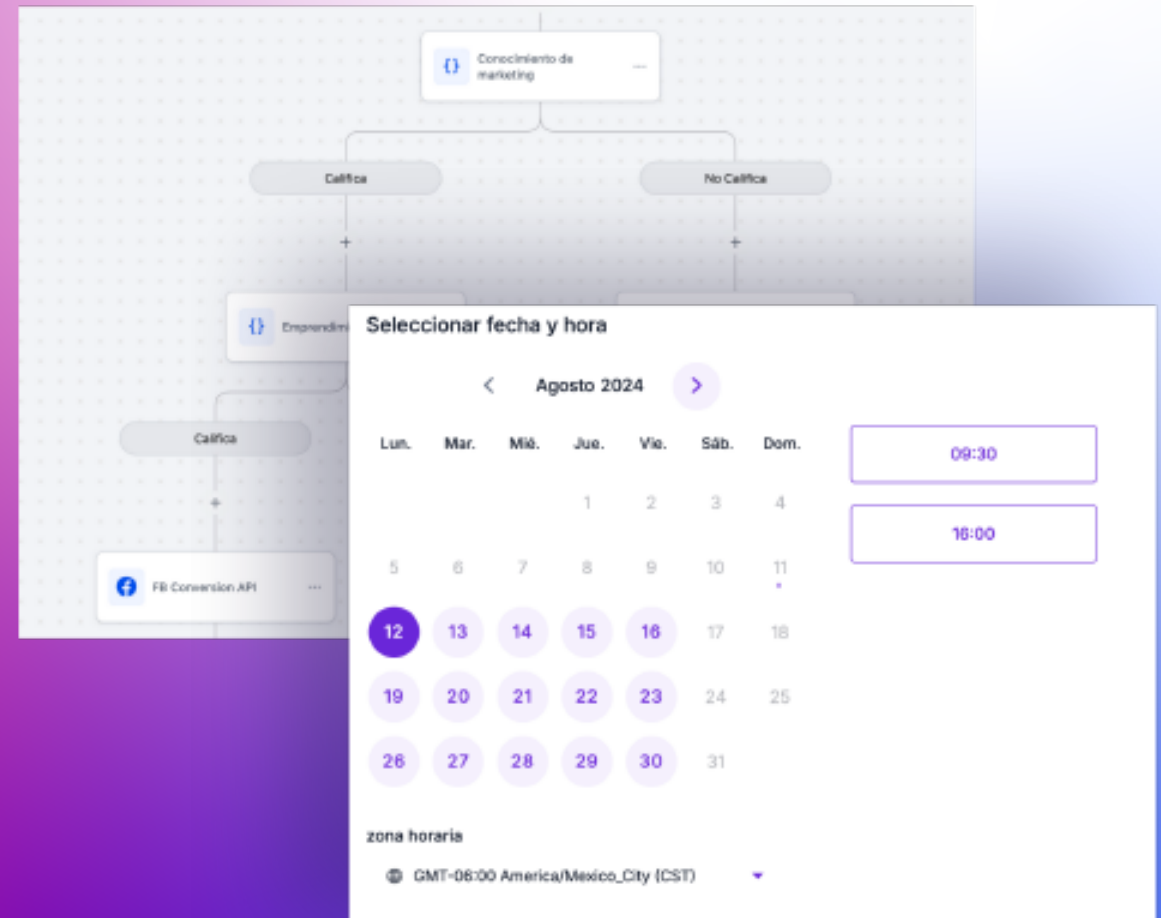 Conocimiento de
marketing
Califica
No Califica
Seleccionar fecha y hora
Agosto 2024
Lun. Mar. Mié. Jue. Vie. Sáb. Dom.
1 2 3 4
5 6 7 8 9 10 11
12 13 14 15 16 17 18
19 20 21 22 23 24 25
26 27 28 29 30 31
09:30
16:00
zona horaria
GMT-06:00 America/Mexico_City (CST)
Califica
FB Conversion API